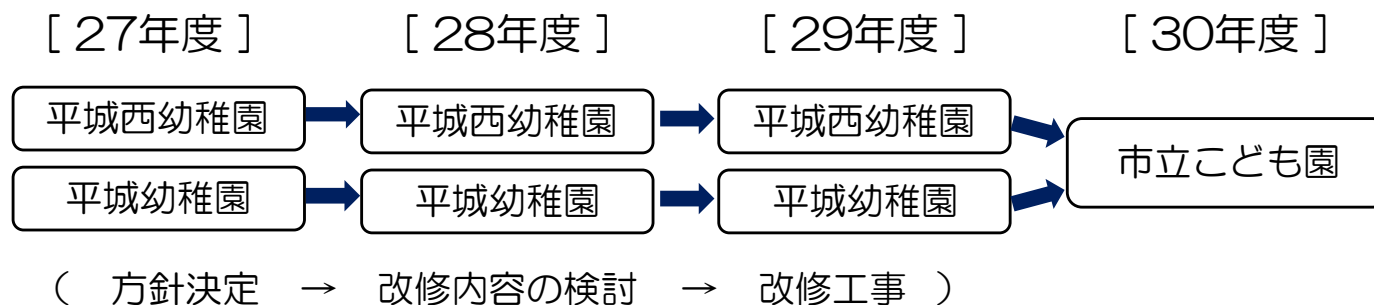 [ 27年度 ] [ 28年度 ] [ 29年度 ] [ 30年度 ]
平城西幼稚園 平城西幼稚園 平城西幼稚園
市立こども園
平城幼稚園 平城幼稚園 平城幼稚園
( 方針決定 → 改修内容の検討 → 改修工事 )